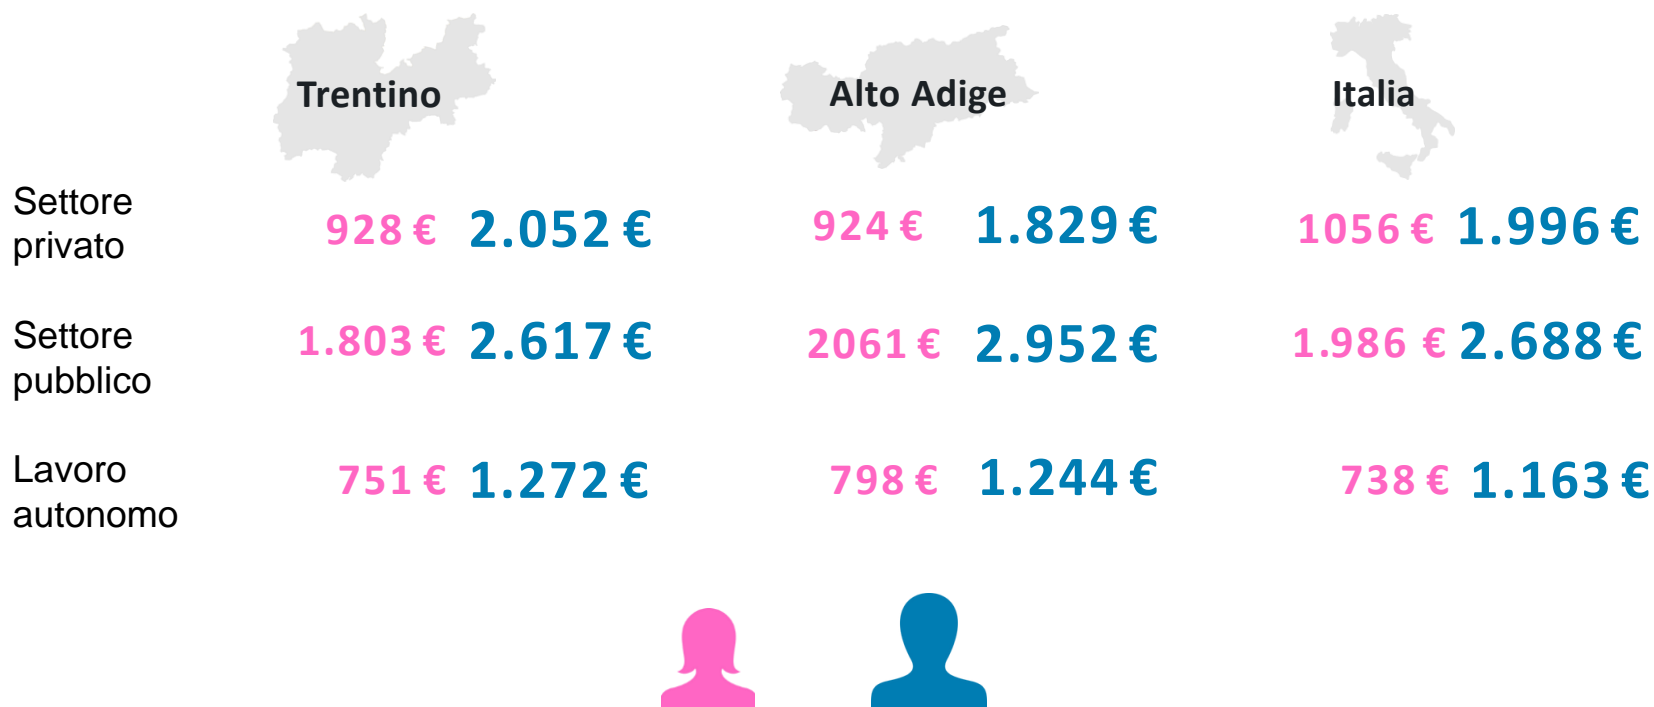 Trentino
Alto Adige
Italia
Settore
privato
928 € 2.052 €
924 € 1.829 €
1056 € 1.996 €
Settore
pubblico
1.803 € 2.617 €
2061 € 2.952 €
1.986 € 2.688 €
Lavoro
autonomo
751 € 1.272 €
798 € 1.244 €
738 € 1.163 €